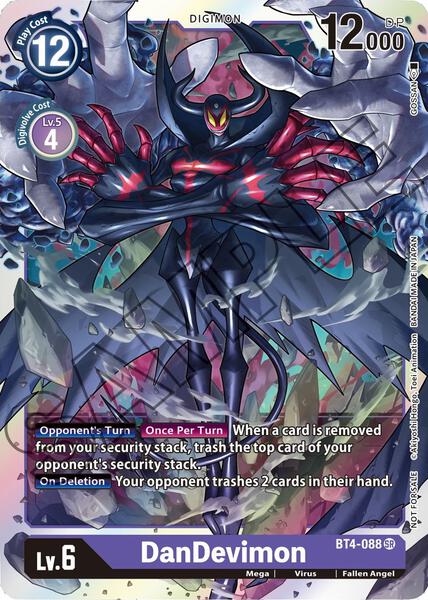 DIGIMON
Play Cost
12
DP
12000
Digivolve Cost
Lv.5
4
GOSSAN
SAMPLE
©Akiyoshi Hongo, Toei Animation
BANDAI MADE IN JAPAN
NOT FOR SALE
Opponent's Turn Once Per Turn When a card is removed
from your security stack, trash the top card of your
opponent's security stack.
On Deletion Your opponent trashes 2 cards in their hand.
BT4-088 SR
Lv.6
DanDevimon
Mega | Virus | Fallen Angel